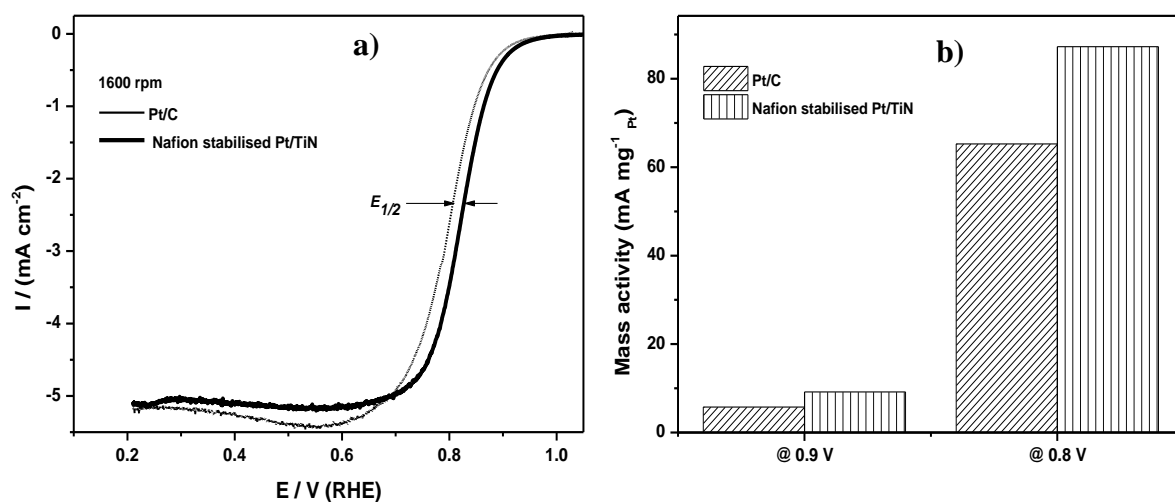 a)
1600 rpm
Pt/C
Nafion stabilised Pt/TiN
E1/2
0
-1
-2
-3
-4
-5
I / (mA cm-2)
0.2 0.4 0.6 0.8 1.0
E / V (RHE)
b)
Pt/C
Nafion stabilised Pt/TiN
80
60
40
20
0
Mass activity (mA mg-1 Pt)
@ 0.9 V @ 0.8 V